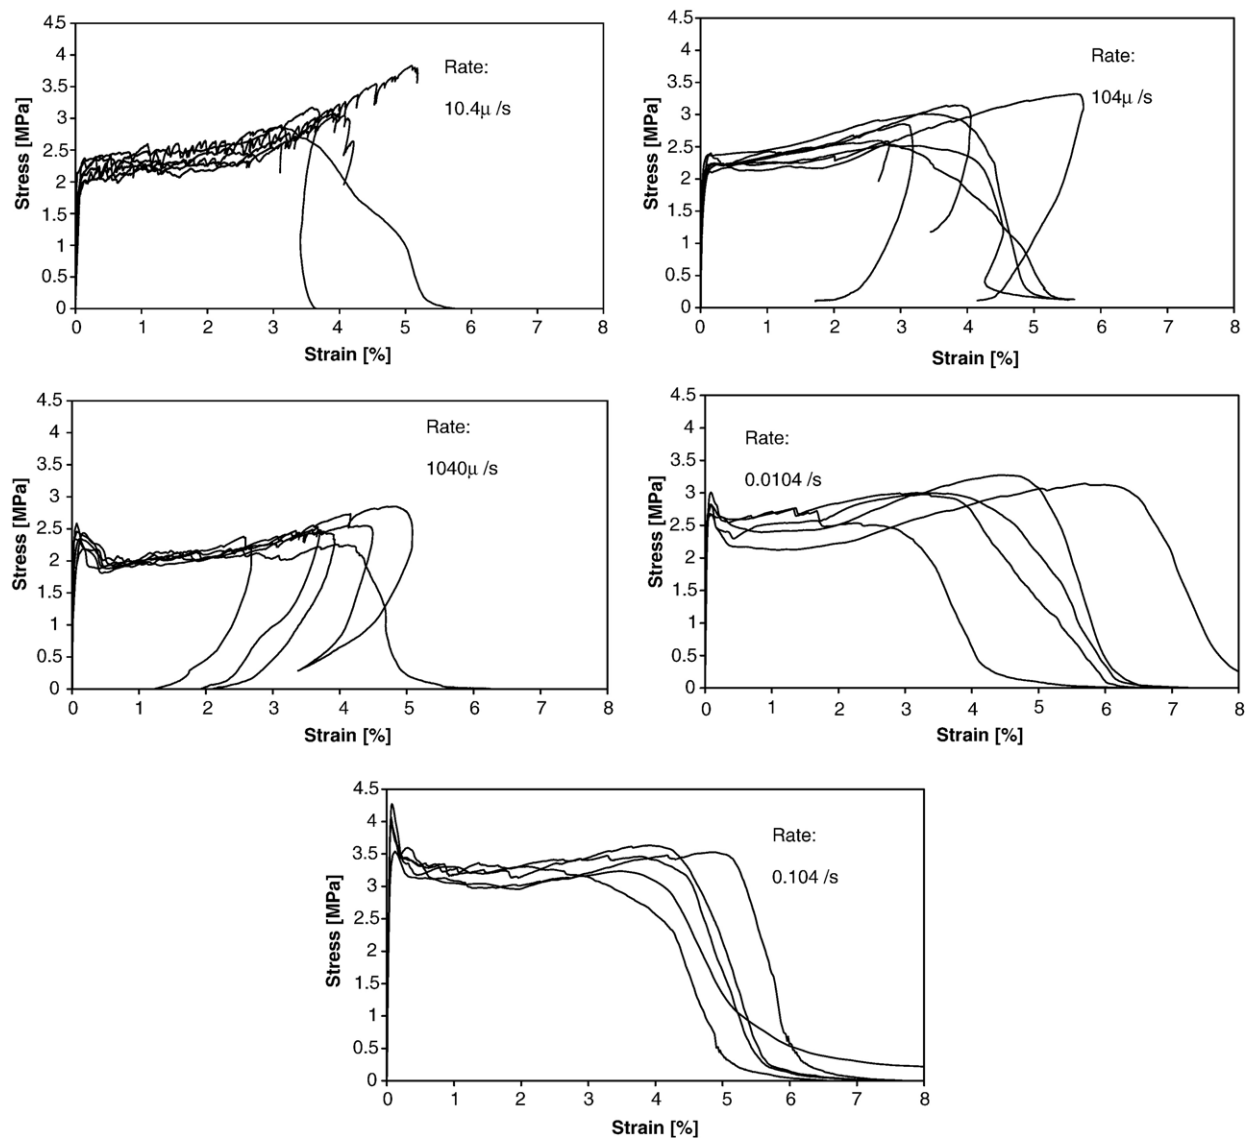 4.5
4
3.5
3
2.5
2
1.5
1
0.5
0
Stress [MPa]
Rate:
10.4μ /s
0 1 2 3 4 5 6 7 8
Strain [%]
4.5
4
3.5
3
2.5
2
1.5
1
0.5
0
Stress [MPa]
Rate:
104μ /s
0 1 2 3 4 5 6 7 8
Strain [%]
4.5
4
3.5
3
2.5
2
1.5
1
0.5
0
Stress [MPa]
Rate:
1040μ /s
0 1 2 3 4 5 6 7 8
Strain [%]
4.5
4
3.5
3
2.5
2
1.5
1
0.5
0
Stress [MPa]
Rate:
0.0104 /s
0 1 2 3 4 5 6 7 8
Strain [%]
4.5
4
3.5
3
2.5
2
1.5
1
0.5
0
Stress [MPa]
Rate:
0.104 /s
0 1 2 3 4 5 6 7 8
Strain [%]